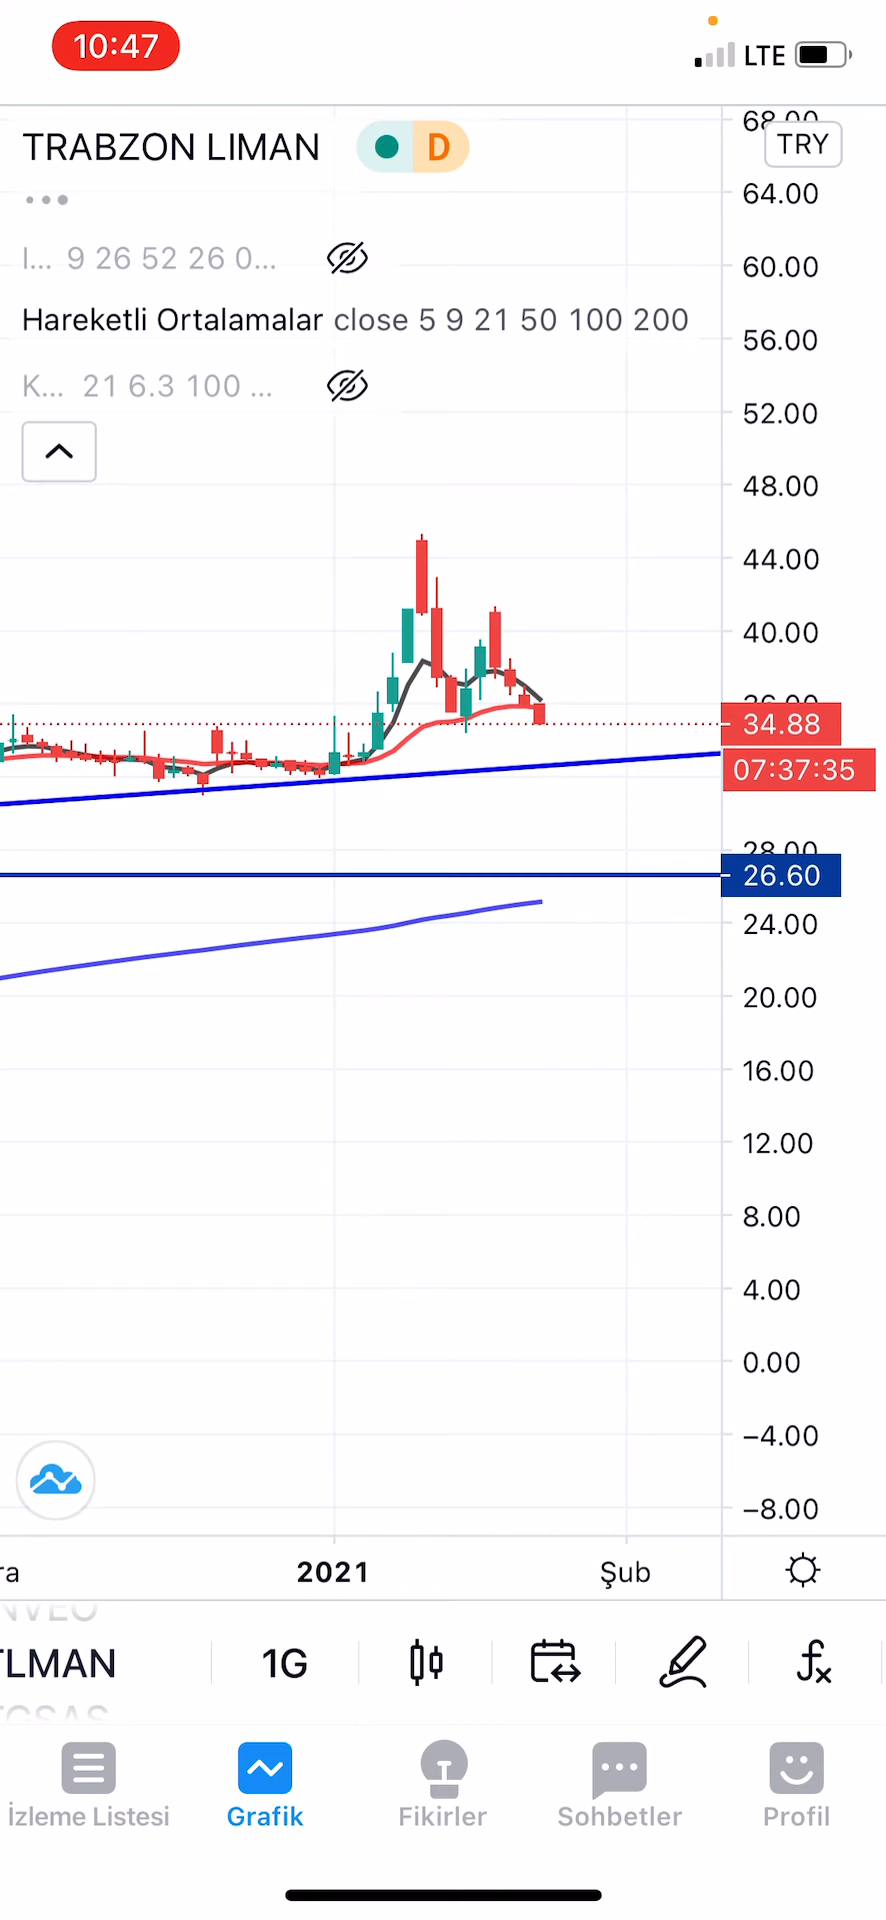 10:47
LTE
TRABZON LIMAN D
TRY
I... 9 26 52 26 0...
Hareketli Ortalamalar close 5 9 21 50 100 200
K... 21 6.3 100 ...
68.00
64.00
60.00
56.00
52.00
48.00
44.00
40.00
36.00
34.88
07:37:35
28.00
26.60
24.00
20.00
16.00
12.00
8.00
4.00
0.00
−4.00
−8.00
ra 2021 Şub
TLMAN 1G
İzleme Listesi Grafik Fikirler Sohbetler Profil